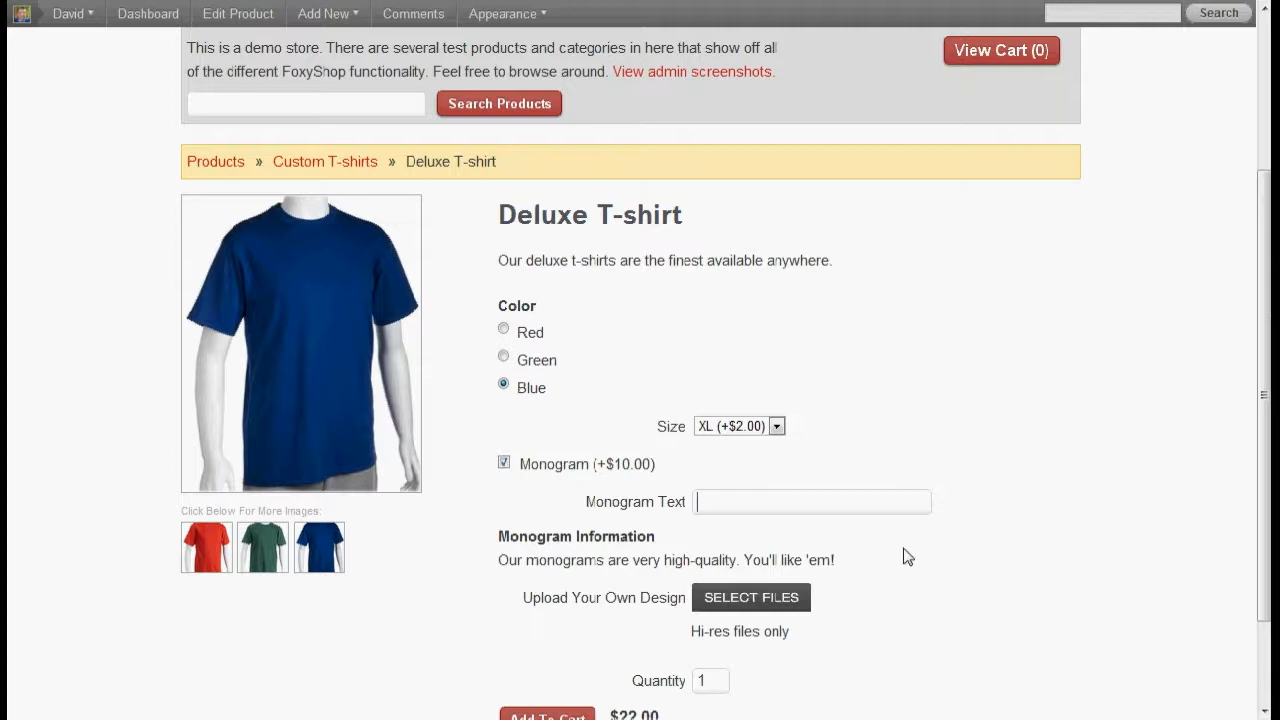 David Dashboard Edit Product Add New Comments Appearance Search
This is a demo store. There are several test products and categories in here that show off all
of the different FoxyShop functionality. Feel free to browse around. View admin screenshots.
View Cart (0)
Search Products
Products » Custom T-shirts » Deluxe T-shirt
Deluxe T-shirt
Our deluxe t-shirts are the finest available anywhere.
Color
Red
Green
Blue
Size XL (+$2.00)
Monogram (+$10.00)
Monogram Text
Click Below For More Images:
Monogram Information
Our monograms are very high-quality. You'll like 'em!
Upload Your Own Design SELECT FILES
Hi-res files only
Quantity 1
Add To Cart $22.00